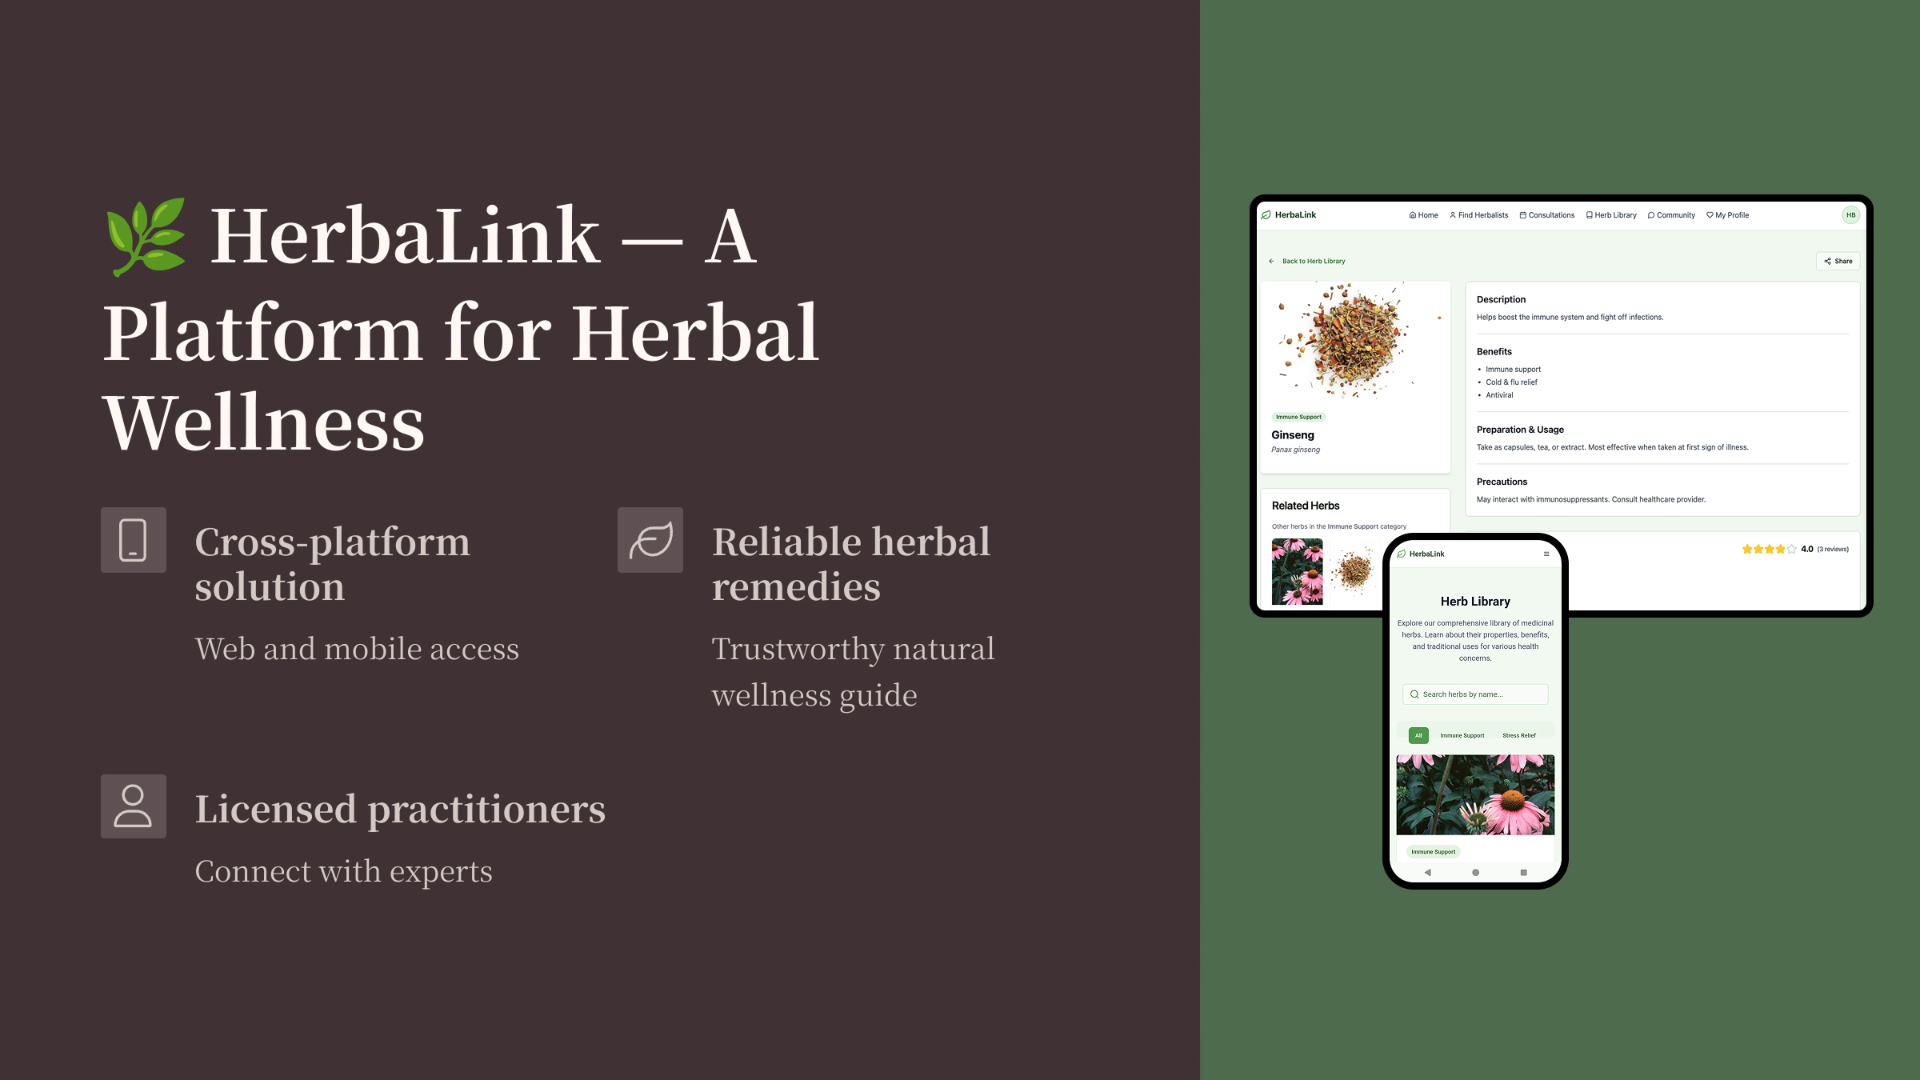 🌿 HerbaLink — A
Platform for Herbal
Wellness
Cross-platform
solution
Web and mobile access
Reliable herbal
remedies
Trustworthy natural
wellness guide
Licensed practitioners
Connect with experts
HerbaLink
Home
Find Herbalists
Consultations
Herb Library
Community
My Profile
HB
Back to Herb Library
Share
Immune Support
Ginseng
Panax ginseng
Related Herbs
Other herbs in the Immune Support category
Description
Helps boost the immune system and fight off infections.
Benefits
• Immune support
• Cold & flu relief
• Antiviral
Preparation & Usage
Take as capsules, tea, or extract. Most effective when taken at first sign of illness.
Precautions
May interact with immunosuppressants. Consult healthcare provider.
4.0 (3 reviews)
HerbaLink
Herb Library
Explore our comprehensive library of medicinal
herbs. Learn about their properties, benefits,
and traditional uses for various health
concerns.
Search herbs by name...
All
Immune Support
Stress Relief
Immune Support